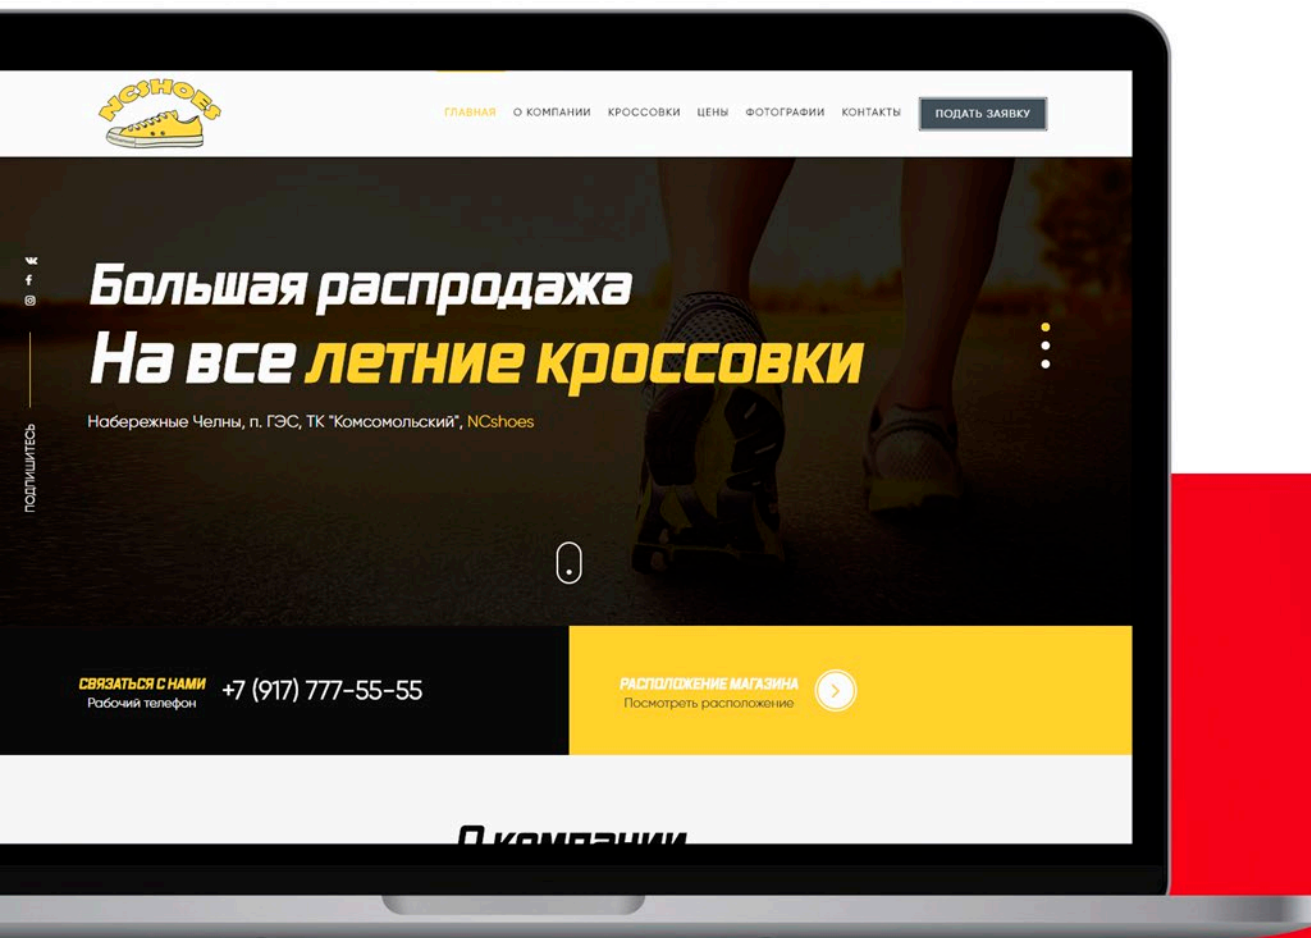 NCSHOES
ГЛАВНАЯ О КОМПАНИИ КРОССОВКИ ЦЕНЫ ФОТОГРАФИИ КОНТАКТЫ ПОДАТЬ ЗАЯВКУ
Большая распродажа
На все летние кроссовки
Набережные Челны, п. ГЭС, ТК "Комсомольский", NCshoes
ПОДПИШИТЕСЬ
СВЯЗАТЬСЯ С НАМИ
Рабочий телефон
+7 (917) 777-55-55
РАСПОЛОЖЕНИЕ МАГАЗИНА
Посмотреть расположение
О компании